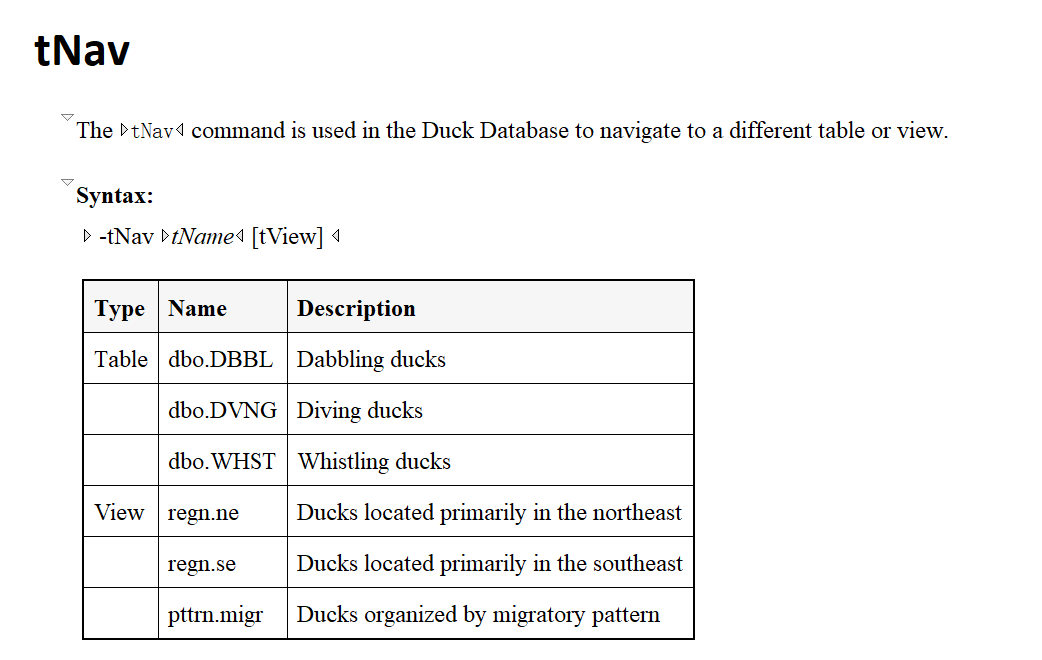 tNav
The tNav command is used in the Duck Database to navigate to a different table or view.
Syntax:
-tNav tName [tView]
Type Name Description
Table dbo.DBBL Dabbling ducks
dbo.DVNG Diving ducks
dbo.WHST Whistling ducks
View regn.ne Ducks located primarily in the northeast
regn.se Ducks located primarily in the southeast
pttrn.migr Ducks organized by migratory pattern